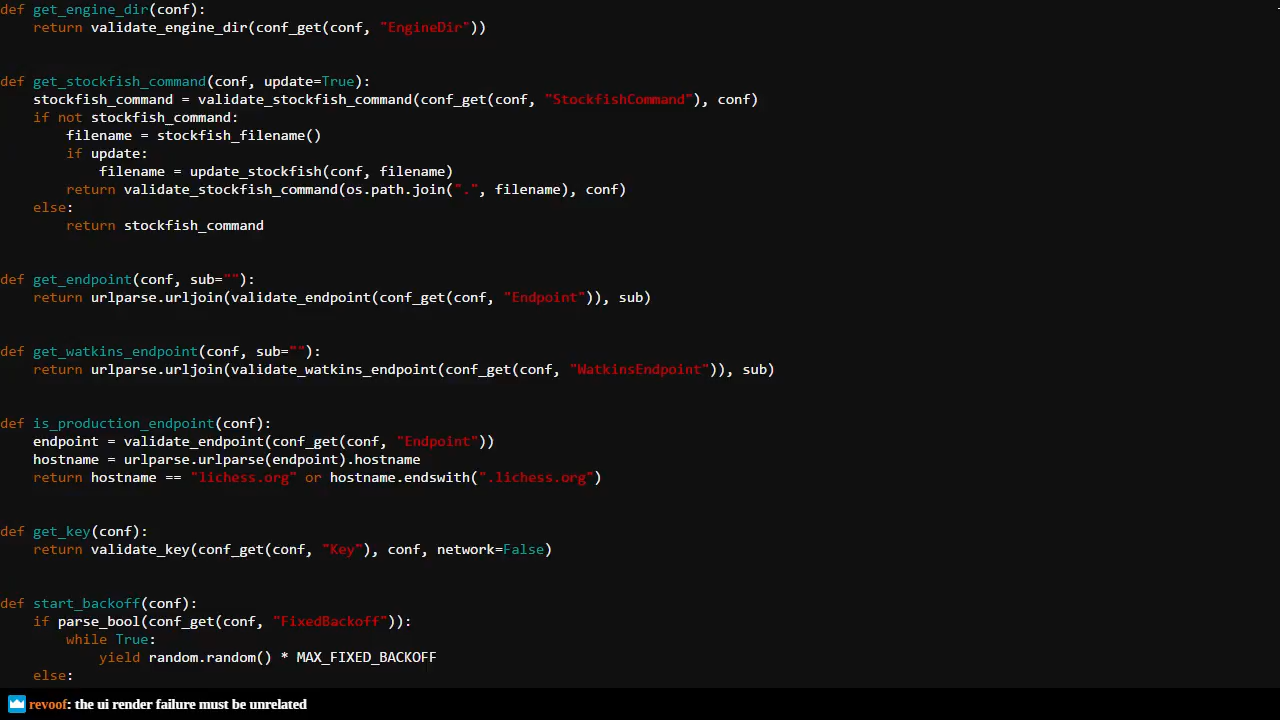 def get_engine_dir(conf):
    return validate_engine_dir(conf_get(conf, "EngineDir"))
def get_stockfish_command(conf, update=True):
    stockfish_command = validate_stockfish_command(conf_get(conf, "StockfishCommand"), conf)
    if not stockfish_command:
        filename = stockfish_filename()
        if update:
            filename = update_stockfish(conf, filename)
        return validate_stockfish_command(os.path.join(".", filename), conf)
    else:
        return stockfish_command
def get_endpoint(conf, sub=""):
    return urlparse.urljoin(validate_endpoint(conf_get(conf, "Endpoint")), sub)
def get_watkins_endpoint(conf, sub=""):
    return urlparse.urljoin(validate_watkins_endpoint(conf_get(conf, "WatkinsEndpoint")), sub)
def is_production_endpoint(conf):
    endpoint = validate_endpoint(conf_get(conf, "Endpoint"))
    hostname = urlparse.urlparse(endpoint).hostname
    return hostname == "lichess.org" or hostname.endswith(".lichess.org")
def get_key(conf):
    return validate_key(conf_get(conf, "Key"), conf, network=False)
def start_backoff(conf):
    if parse_bool(conf_get(conf, "FixedBackoff")):
        while True:
            yield random.random() * MAX_FIXED_BACKOFF
    else:
revoof: the ui render failure must be unrelated